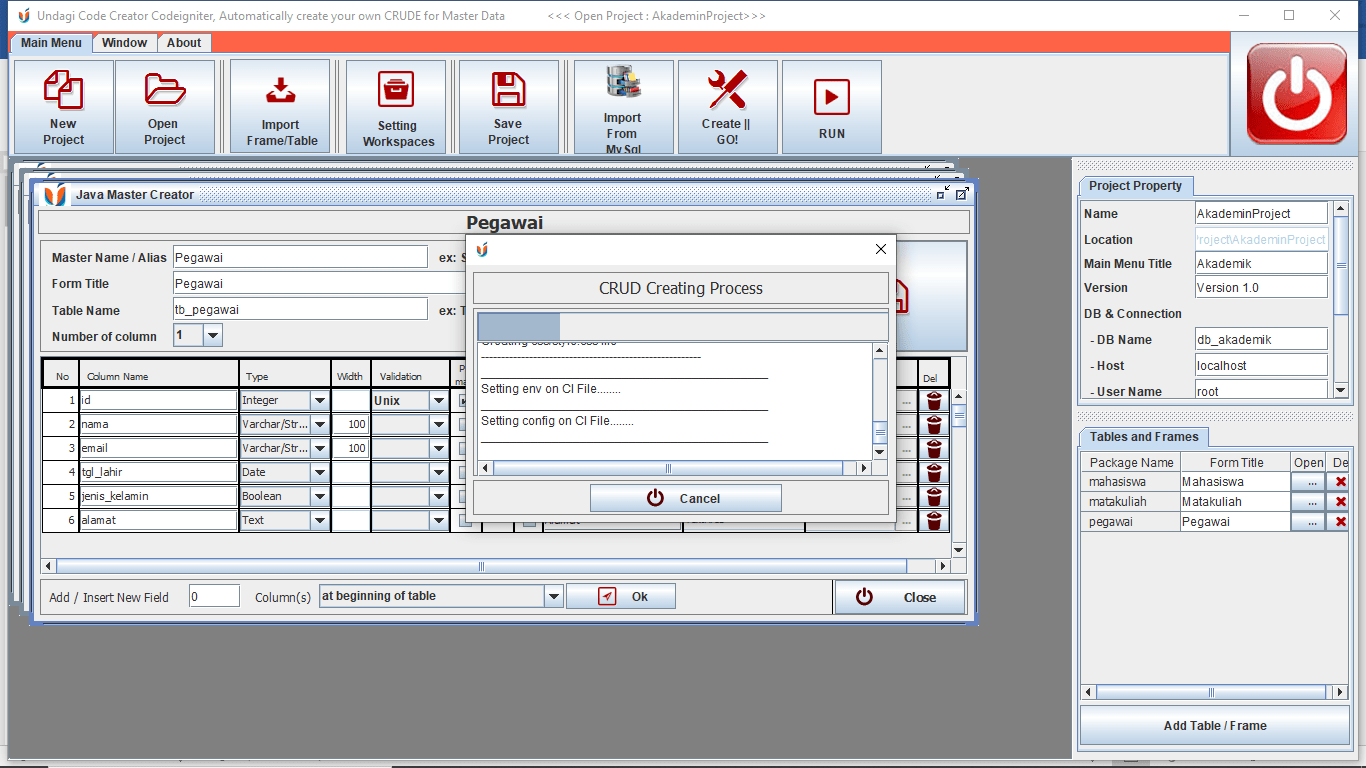 Undagi Code Creator Codeigniter, Automatically create your own CRUDE for Master Data <<< Open Project : AkademinProject>>>
Main Menu Window About
New Project
Open Project
Import Frame/Table
Setting Workspaces
Save Project
Import From My Sql
Create || GO!
RUN
Java Master Creator
Pegawai
Master Name / Alias Pegawai ex:
Form Title Pegawai
Table Name tb_pegawai ex:
Number of column 1
No Column Name Type Width Validation Del
1 id Integer Unix ...
2 nama Varchar/Str... 100 ...
3 email Varchar/Str... 100 ...
4 tgl_lahir Date ...
5 jenis_kelamin Boolean ...
6 alamat Text ...
Add / Insert New Field 0 Column(s) at beginning of table Ok Close
CRUD Creating Process
Setting env on CI File........
Setting config on CI File........
Cancel
Project Property
Name AkademinProject
Location roject\AkademinProject
Main Menu Title Akademik
Version Version 1.0
DB & Connection
- DB Name db_akademik
- Host localhost
- User Name root
Tables and Frames
Package Name Form Title Open De
mahasiswa Mahasiswa ...
matakuliah Matakuliah ...
pegawai Pegawai ...
Add Table / Frame